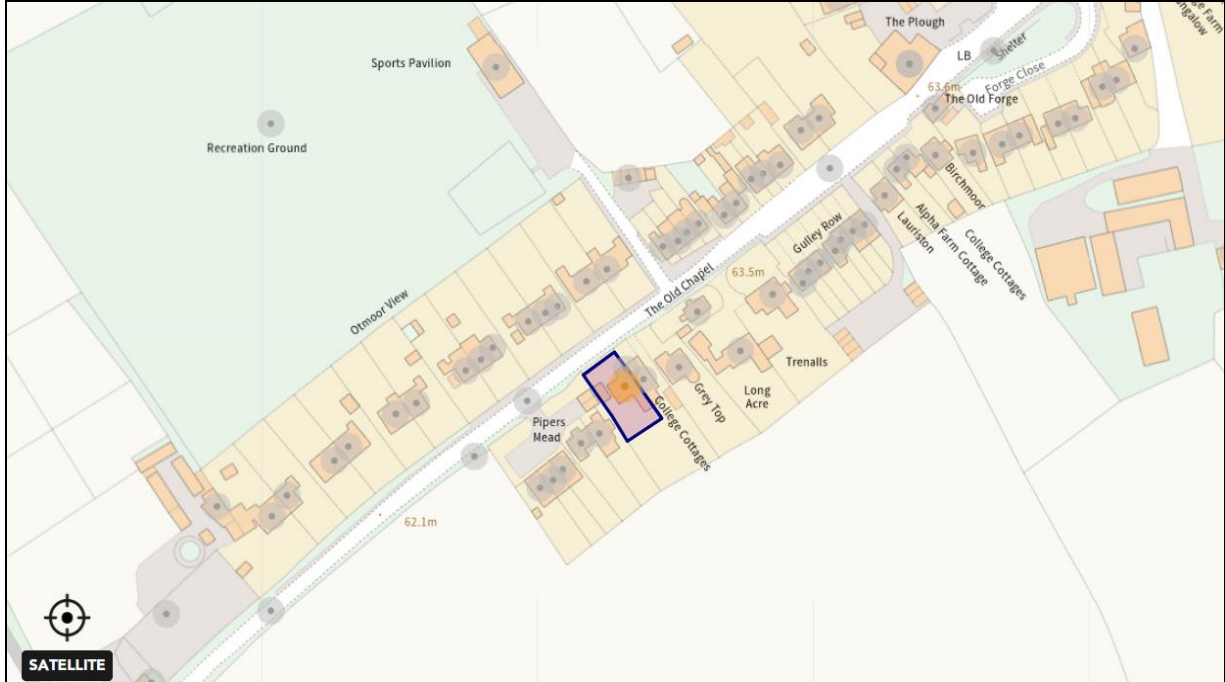 The Plough
LB
Shelter
Forge Close
63.6m
The Old Forge
Sports Pavilion
Recreation Ground
Birchmoor
Alpha Farm Cottage
Lauriston
College Cottages
Gulley Row
63.5m
The Old Chapel
Otmoor View
Trenalls
Long
Acre
Grey Top
College Cottages
Pipers
Mead
62.1m
SATELLITE